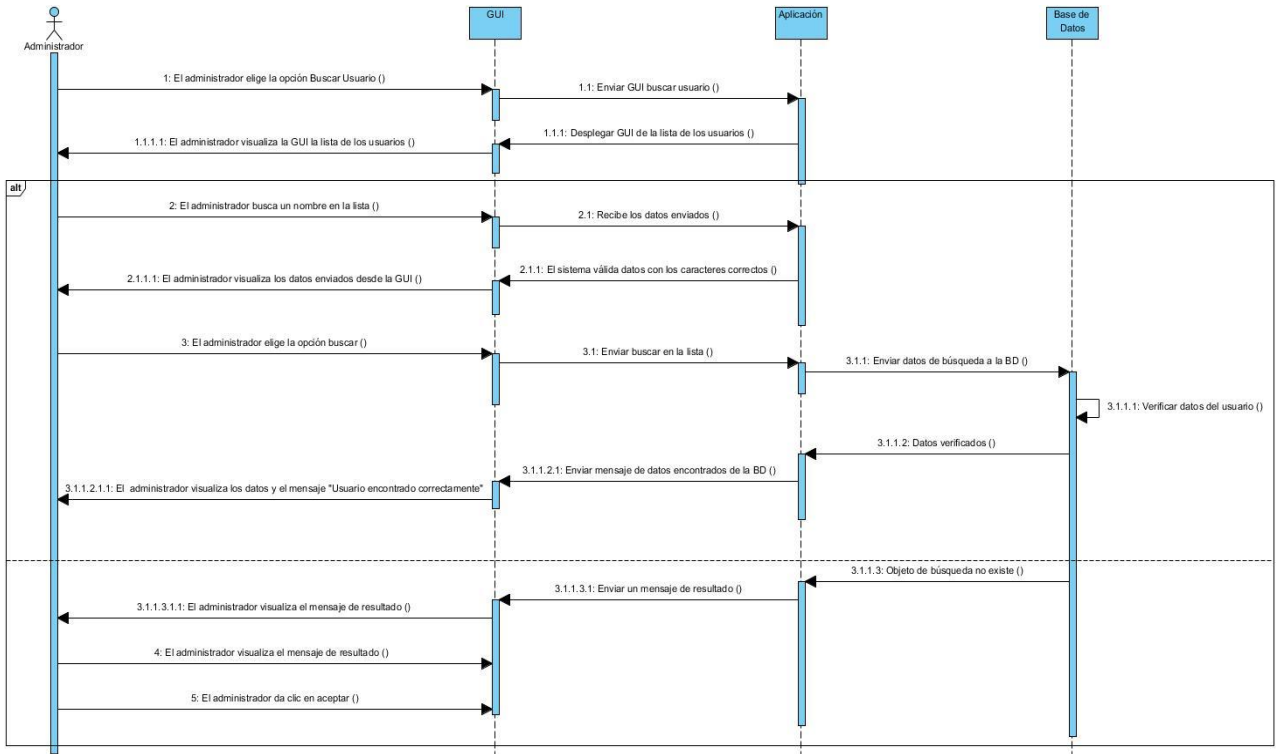 GUI
Aplicación
Base de
Datos
Administrador
1: El administrador elige la opción Buscar Usuario ()
1.1: Enviar GUI buscar usuario ()
1.1.1: Desplegar GUI de la lista de los usuarios ()
1.1.1.1: El administrador visualiza la GUI la lista de los usuarios ()
alt
2: El administrador busca un nombre en la lista ()
2.1: Recibe los datos enviados ()
2.1.1: El sistema válida datos con los caracteres correctos ()
2.1.1.1: El administrador visualiza los datos enviados desde la GUI ()
3: El administrador elige la opción buscar ()
3.1: Enviar buscar en la lista ()
3.1.1: Enviar datos de búsqueda a la BD ()
3.1.1.1: Verificar datos del usuario ()
3.1.1.2: Datos verificados ()
3.1.1.2.1: Enviar mensaje de datos encontrados de la BD ()
3.1.1.2.1.1: El administrador visualiza los datos y el mensaje "Usuario encontrado correctamente"
3.1.1.3: Objeto de búsqueda no existe ()
3.1.1.3.1: Enviar un mensaje de resultado ()
3.1.1.3.1.1: El administrador visualiza el mensaje de resultado ()
4: El administrador visualiza el mensaje de resultado ()
5: El administrador da clic en aceptar ()